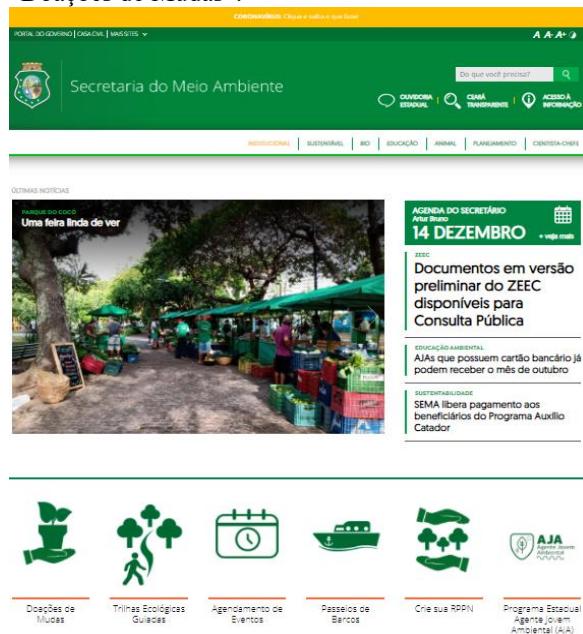 Doações de Mudas".
CORONAVÍRUS: Clique e saiba o que fazer
PORTAL DO GOVERNO | CASA CIVIL | MAIS SITES
A A- A+
Secretaria do Meio Ambiente
Do que você precisa?
OUVIDORIA
ESTADUAL
CEARÁ
TRANSPARENTE
ACESSO À
INFORMAÇÃO
INSTITUCIONAL
SUSTENTÁVEL
BIO
EDUCAÇÃO
ANIMAL
PLANEJAMENTO
CIENTISTA-CHEFE
ÚLTIMAS NOTÍCIAS
PARQUE DO COCÓ
Uma feira linda de ver
AGENDA DO SECRETÁRIO
Artur Bruno
14 DEZEMBRO
+ veja mais
ZEEC
Documentos em versão
preliminar do ZEEC
disponíveis para
Consulta Pública
EDUCAÇÃO AMBIENTAL
AJAs que possuem cartão bancário já
podem receber o mês de outubro
SUSTENTABILIDADE
SEMA libera pagamento aos
beneficiários do Programa Auxílio
Catador
AJA
Agente Jovem
Ambiental
Doações de
Mudas
Trilhas Ecológicas
Guiadas
Agendamento de
Eventos
Passeios de
Barcos
Crie sua RPPN
Programa Estadual
Agente Jovem
Ambiental (AJA)-